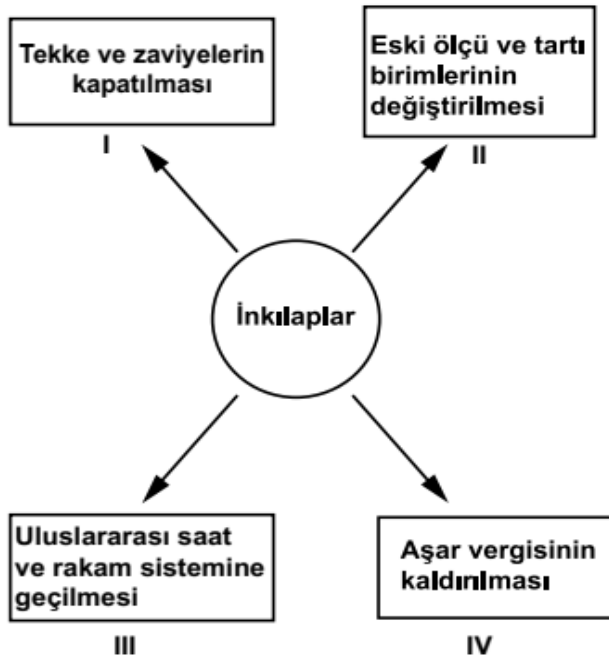 Tekke ve zaviyelerin
kapatılması
I
Eski ölçü ve tartı
birimlerinin
değiştirilmesi
II
İnkılaplar
Uluslararası saat
ve rakam sistemine
geçilmesi
III
Aşar vergisinin
kaldırılması
IV